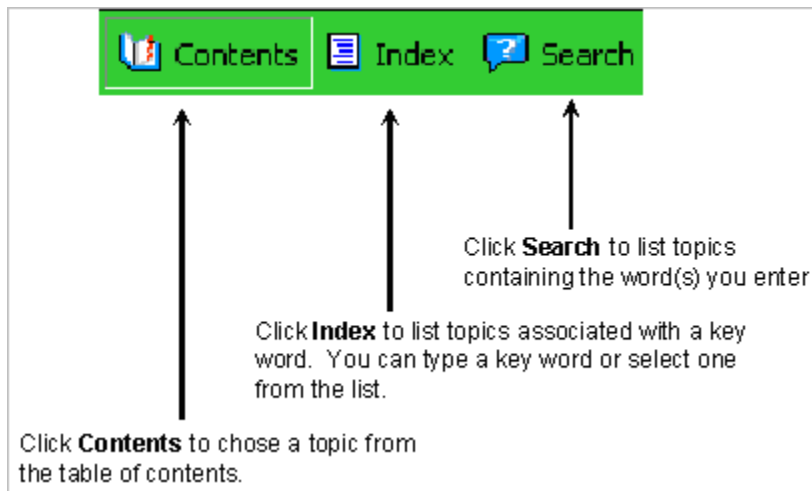 Contents Index Search
Click Search to list topics
containing the word(s) you enter
Click Index to list topics associated with a key
word. You can type a key word or select one
from the list.
Click Contents to chose a topic from
the table of contents.